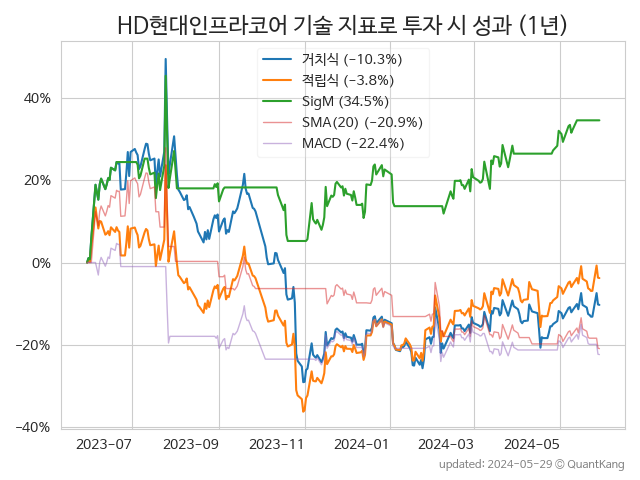 HD현대인프라코어 기술 지표로 투자 시 성과 (1년)
거치식 (-10.3%)
적립식 (-3.8%)
SigM (34.5%)
SMA(20) (-20.9%)
MACD (-22.4%)
40%
20%
0%
-20%
-40%
2023-07 2023-09 2023-11 2024-01 2024-03 2024-05
updated: 2024-05-29 © QuantKang